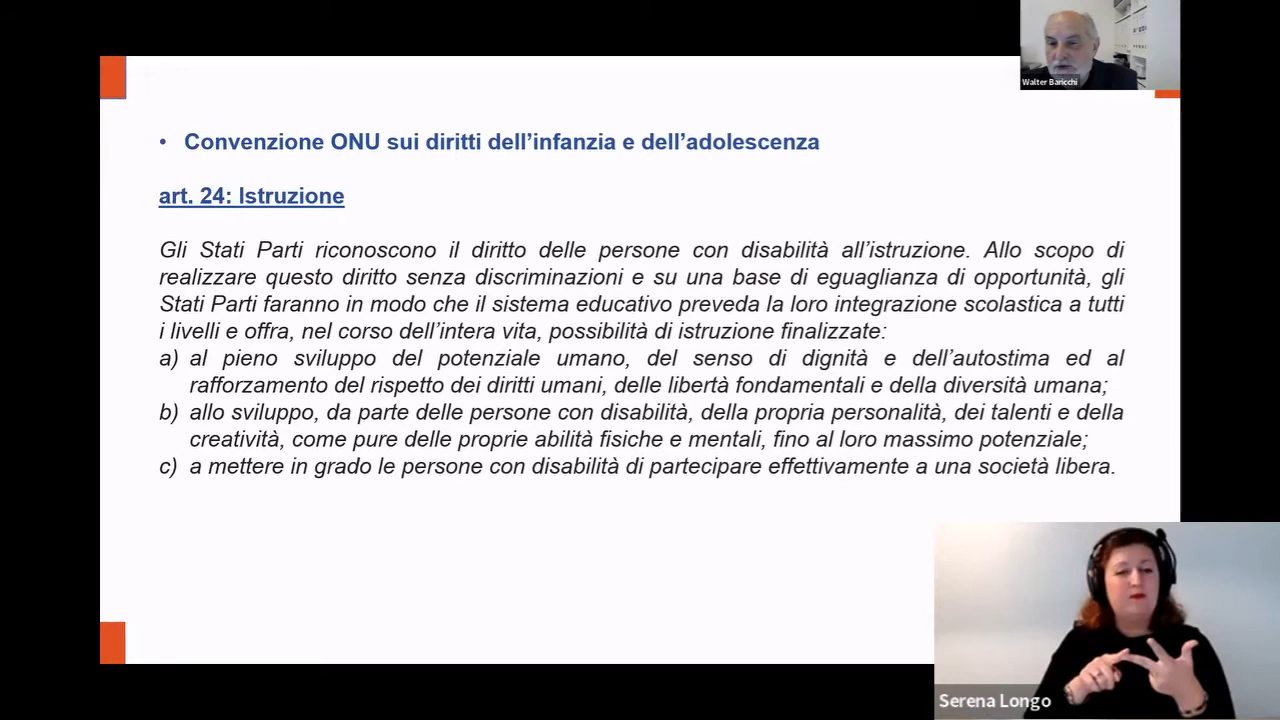 Walter Baricchi
• Convenzione ONU sui diritti dell’infanzia e dell’adolescenza
art. 24: Istruzione
Gli Stati Parti riconoscono il diritto delle persone con disabilità all’istruzione. Allo scopo di
realizzare questo diritto senza discriminazioni e su una base di eguaglianza di opportunità, gli
Stati Parti faranno in modo che il sistema educativo preveda la loro integrazione scolastica a tutti
i livelli e offra, nel corso dell’intera vita, possibilità di istruzione finalizzate:
a) al pieno sviluppo del potenziale umano, del senso di dignità e dell’autostima ed al
rafforzamento del rispetto dei diritti umani, delle libertà fondamentali e della diversità umana;
b) allo sviluppo, da parte delle persone con disabilità, della propria personalità, dei talenti e della
creatività, come pure delle proprie abilità fisiche e mentali, fino al loro massimo potenziale;
c) a mettere in grado le persone con disabilità di partecipare effettivamente a una società libera.
Serena Longo